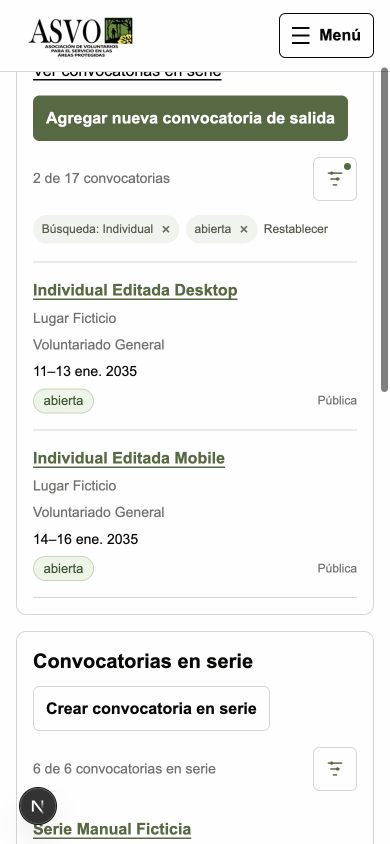 ASVO
ASOCIACIÓN DE VOLUNTARIOS
PARA EL SERVICIO EN LAS
ÁREAS PROTEGIDAS
Menú
Ver convocatorias en serie
Agregar nueva convocatoria de salida
2 de 17 convocatorias
Búsqueda: Individual ×
abierta ×
Restablecer
Individual Editada Desktop
Lugar Ficticio
Voluntariado General
11–13 ene. 2035
abierta
Pública
Individual Editada Mobile
Lugar Ficticio
Voluntariado General
14–16 ene. 2035
abierta
Pública
Convocatorias en serie
Crear convocatoria en serie
6 de 6 convocatorias en serie
N
Serie Manual Ficticia